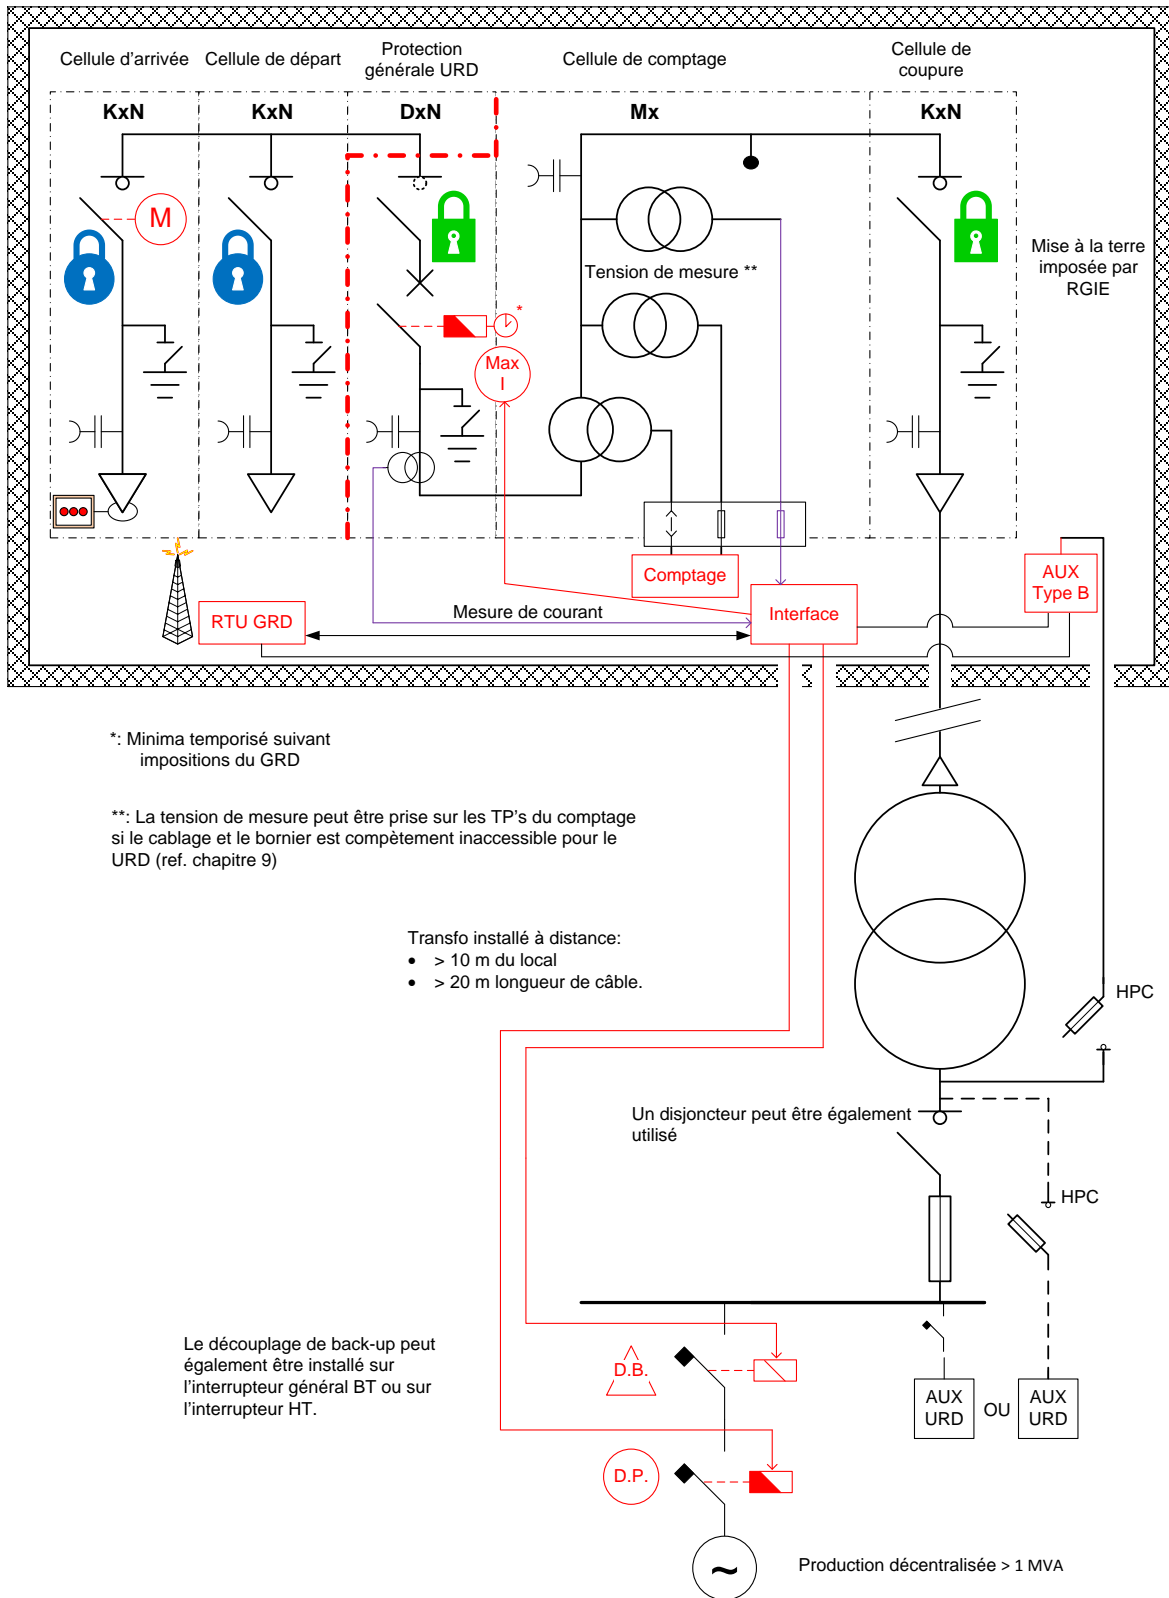 Cellule d'arrivée
Cellule de départ
Protection
générale URD
Cellule de comptage
Cellule de
coupure
KxN
KxN
DxN
Mx
KxN
M
Mise à la terre
imposée par
RGIE
Tension de mesure **
*
Max
I
Comptage
AUX
Type B
RTU GRD
Mesure de courant
Interface
*: Minima temporisé suivant
impositions du GRD
**: La tension de mesure peut être prise sur les TP's du comptage
si le cablage et le bornier est compètement inaccessible pour le
URD (ref. chapitre 9)
Transfo installé à distance:
• > 10 m du local
• > 20 m longueur de câble.
HPC
Un disjoncteur peut être également
utilisé
HPC
Le découplage de back-up peut
également être installé sur
l'interrupteur général BT ou sur
l'interrupteur HT.
D.B.
AUX
URD
OU
AUX
URD
D.P.
~
Production décentralisée > 1 MVA